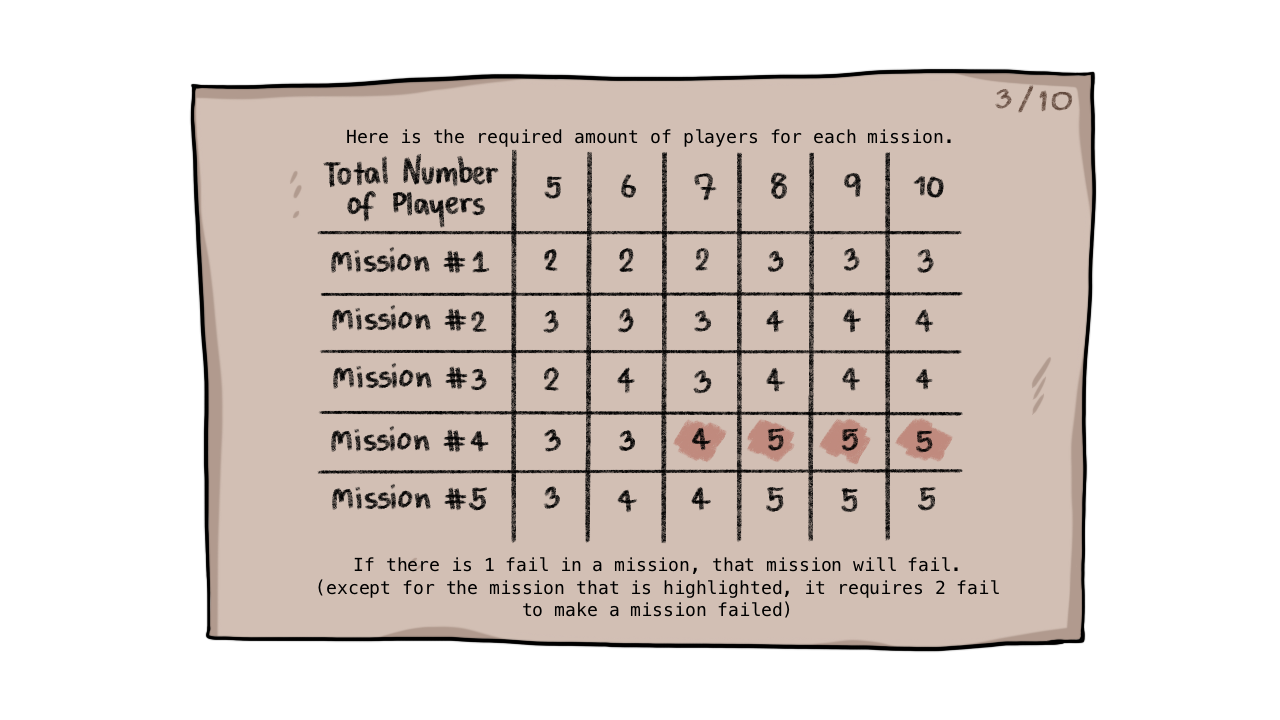 3/10
Here is the required amount of players for each mission.
Total Number
of Players 5 6 7 8 9 10
Mission #1 2 2 2 3 3 3
Mission #2 3 3 3 4 4 4
Mission #3 2 4 3 4 4 4
Mission #4 3 3 4 5 5 5
Mission #5 3 4 4 5 5 5
If there is 1 fail in a mission, that mission will fail.
(except for the mission that is highlighted, it requires 2 fail
to make a mission failed)